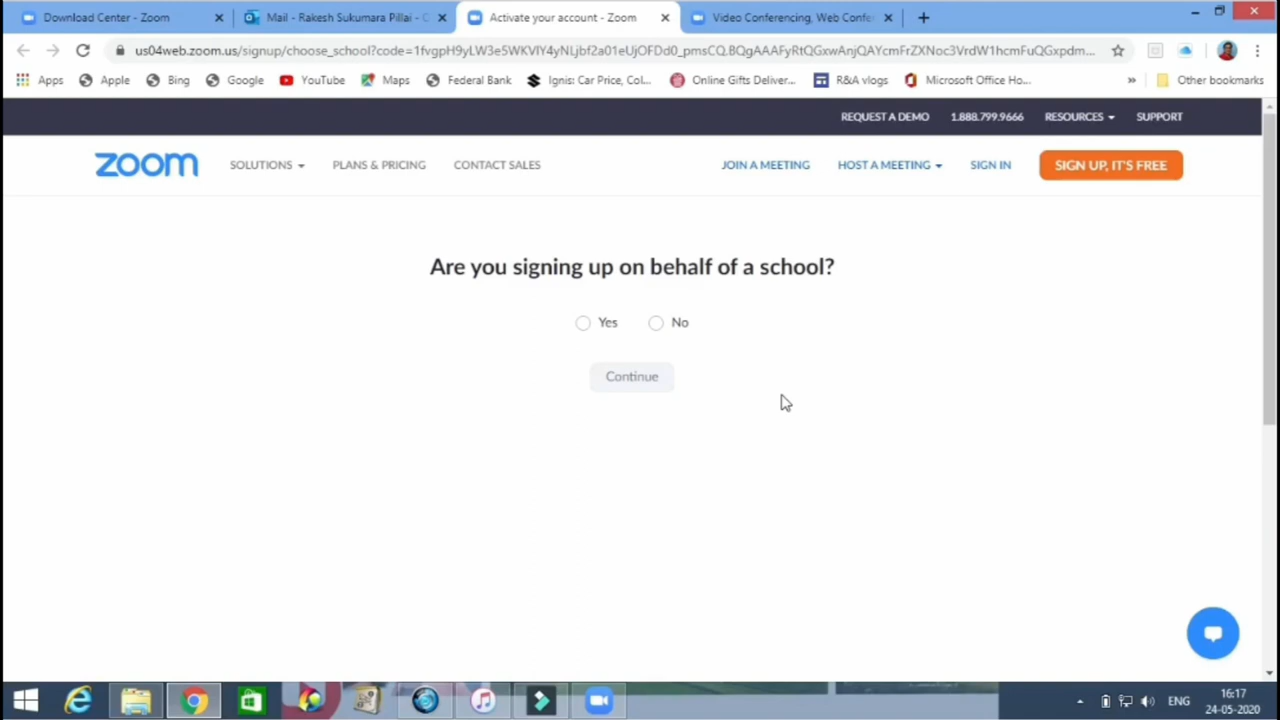 Download Center - Zoom
Mail - Rakesh Sukumara Pillai - O
Activate your account - Zoom
Video Conferencing, Web Confe
us04web.zoom.us/signup/choose_school?
Apps
Apple
Bing
Google
YouTube
Maps
Federal Bank
Ignis: Car Price, Col...
Online Gifts Deliver...
R&A vlogs
Microsoft Office Ho...
»
Other bookmarks
REQUEST A DEMO
1.888.799.9666
RESOURCES
SUPPORT
zoom
SOLUTIONS
PLANS & PRICING
CONTACT SALES
JOIN A MEETING
HOST A MEETING
SIGN IN
SIGN UP, IT'S FREE
Are you signing up on behalf of a school?
Yes
No
Continue
ENG
16:17
24-05-2020